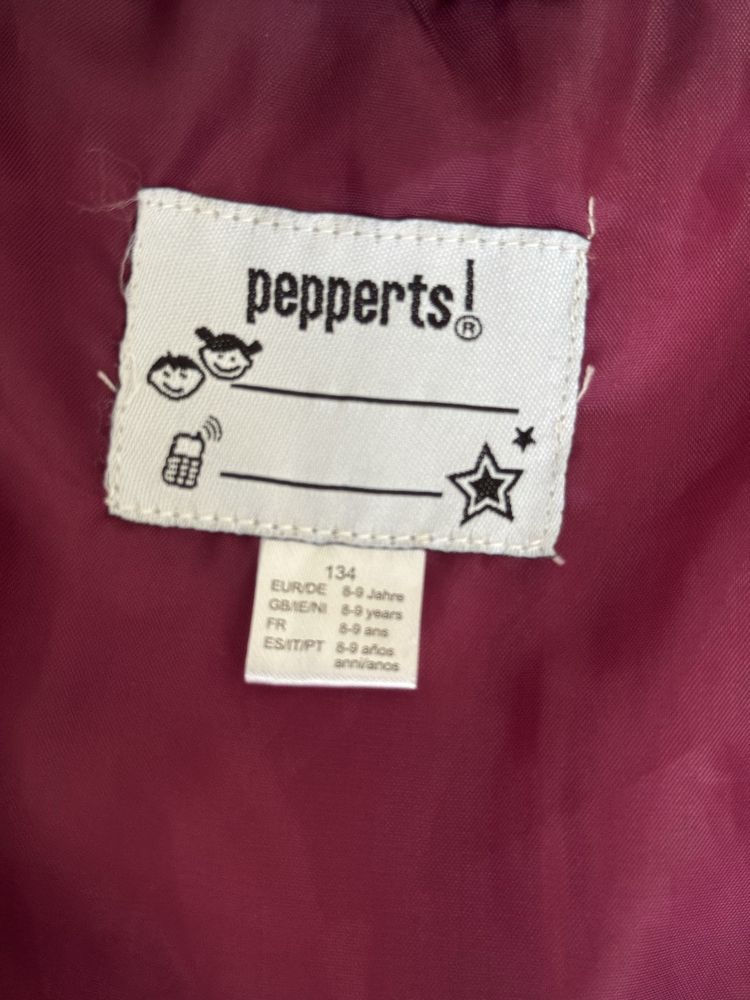 pepperts!®
134
EUR/DE 8-9 Jahre
GB/IE/NI 8-9 years
FR 8-9 ans
ES/IT/PT 8-9 años
anni/anos